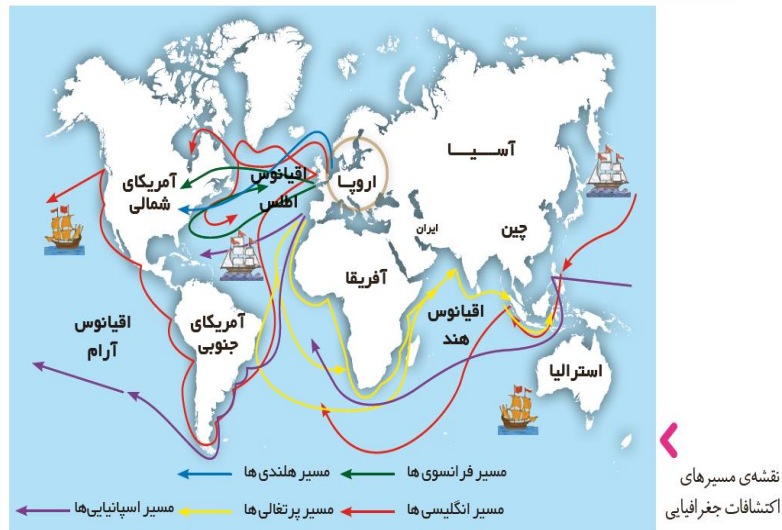 آمریکای
شمالی
اقیانوس
اطلس
اروپا
آسیا
ایران
چین
آفریقا
اقیانوس
هند
اقیانوس
آرام
آمریکای
جنوبی
استرالیا
مسیر فرانسوی‌ها
مسیر هلندی‌ها
مسیر انگلیسی‌ها
مسیر پرتغالی‌ها
مسیر اسپانیایی‌ها
نقشه‌ی مسیرهای
اکتشافات جغرافیایی